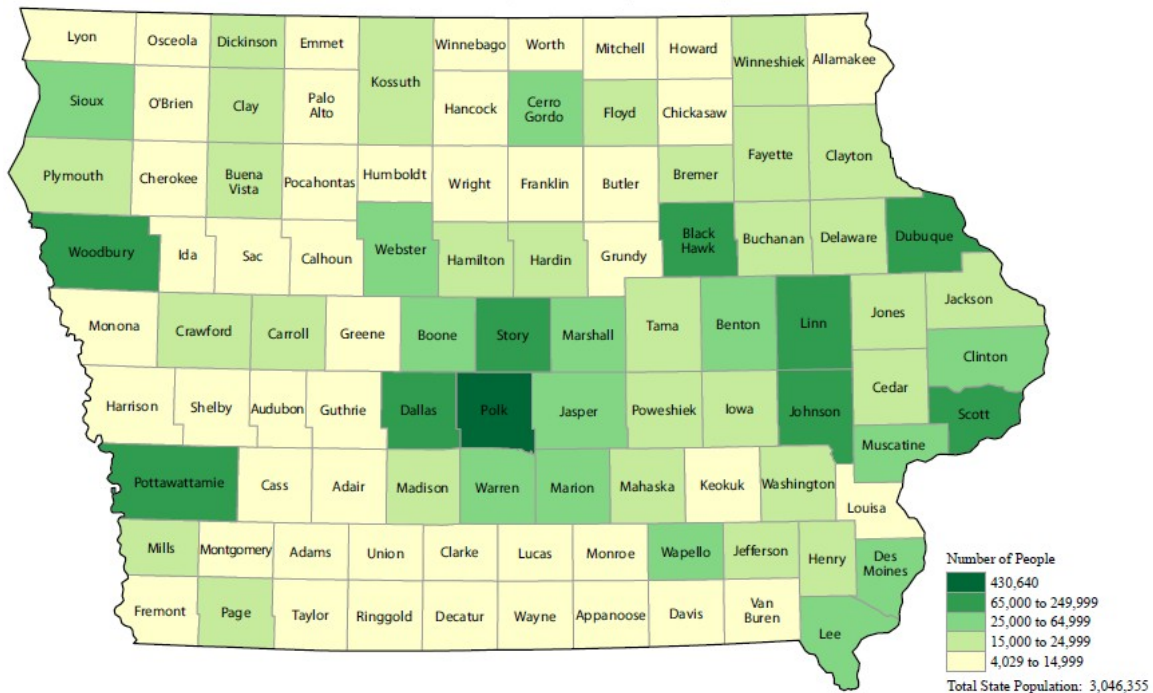 Lyon
Osceola
Dickinson
Emmet
Kossuth
Winnebago
Worth
Mitchell
Howard
Winneshiek
Allamakee
Sioux
O'Brien
Clay
Palo
Alto
Hancock
Cerro
Gordo
Floyd
Chickasaw
Plymouth
Cherokee
Buena
Vista
Pocahontas
Humboldt
Wright
Franklin
Butler
Bremer
Fayette
Clayton
Woodbury
Ida
Sac
Calhoun
Webster
Hamilton
Hardin
Grundy
Black
Hawk
Buchanan
Delaware
Dubuque
Monona
Crawford
Carroll
Greene
Boone
Story
Marshall
Tama
Benton
Linn
Jones
Jackson
Clinton
Harrison
Shelby
Audubon
Guthrie
Dallas
Polk
Jasper
Poweshiek
Iowa
Johnson
Cedar
Scott
Muscatine
Pottawattamie
Cass
Adair
Madison
Warren
Marion
Mahaska
Keokuk
Washington
Louisa
Mills
Montgomery
Adams
Union
Clarke
Lucas
Monroe
Wapello
Jefferson
Henry
Des
Moines
Fremont
Page
Taylor
Ringgold
Decatur
Wayne
Appanoose
Davis
Van
Buren
Lee
Number of People
430,640
65,000 to 249,999
25,000 to 64,999
15,000 to 24,999
4,029 to 14,999
Total State Population: 3,046,355